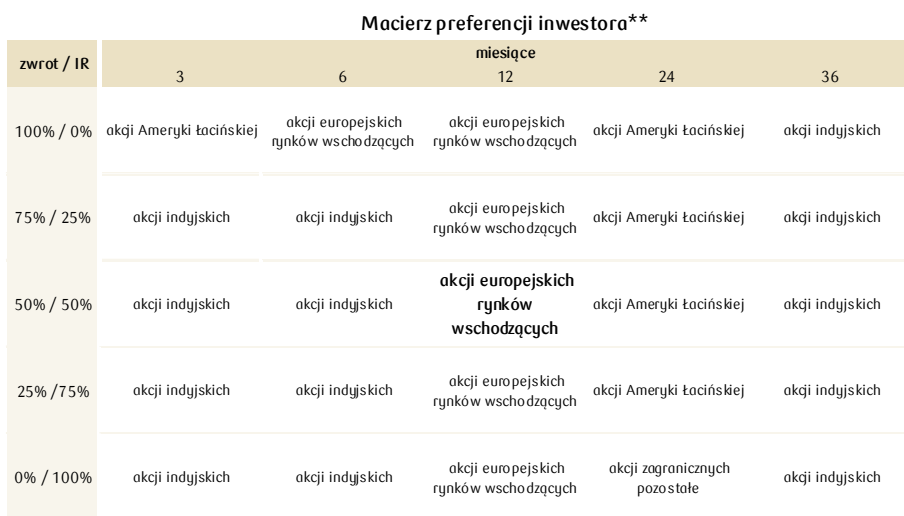 Macierz preferencji inwestora**
zwrot / IR
miesiące
3 6 12 24 36
100% / 0% akcji Ameryki Łacińskiej akcji europejskich rynków wschodzących akcji europejskich rynków wschodzących akcji Ameryki Łacińskiej akcji indyjskich
75% / 25% akcji indyjskich akcji indyjskich akcji europejskich rynków wschodzących akcji Ameryki Łacińskiej akcji indyjskich
50% / 50% akcji indyjskich akcji indyjskich akcji europejskich rynków wschodzących akcji Ameryki Łacińskiej akcji indyjskich
25% /75% akcji indyjskich akcji indyjskich akcji europejskich rynków wschodzących akcji Ameryki Łacińskiej akcji indyjskich
0% / 100% akcji indyjskich akcji indyjskich akcji europejskich rynków wschodzących akcji zagranicznych pozostałe akcji indyjskich